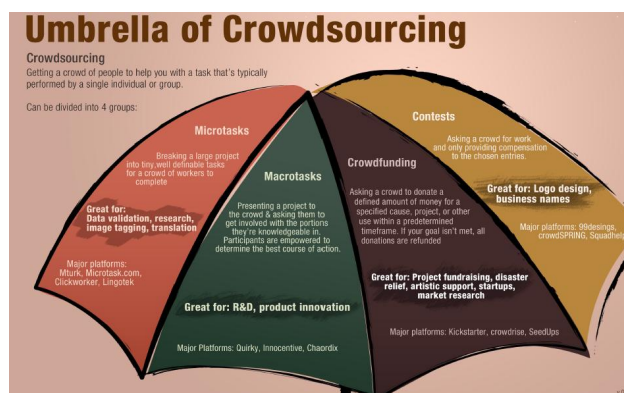 Umbrella of Crowdsourcing
Crowdsourcing
Getting a crowd of people to help you with a task that's typically
performed by a single individual or group.
Can be divided into 4 groups:
Microtasks
Breaking a large project
into tiny,well definable tasks
for a crowd of workers to
complete
Great for:
Data validation, research,
image tagging, translation
Major platforms:
Mturk, Microtask.com,
Clickworker, Lingotek
Macrotasks
Presenting a project to
the crowd & asking them to
get involved with the portions
they're knowledgeable in.
Participants are empowered to
determine the best course of action.
Great for: R&D, product innovation
Major Platforms: Quirky, Innocentive, Chaordix
Crowdfunding
Asking a crowd to donate a
defined amount of money for a
specified cause, project, or other
use within a predetermined
timeframe. If your goal isn't met, all
donations are refunded
Great for: Project fundraising, disaster
relief, artistic support, startups,
market research
Major platforms: Kickstarter, crowdrise, SeedUps
Contests
Asking a crowd for work
and only providing compensation
to the chosen entries.
Great for: Logo design,
business names
Major platforms: 99desings,
crowdSPRING, Squadhelp